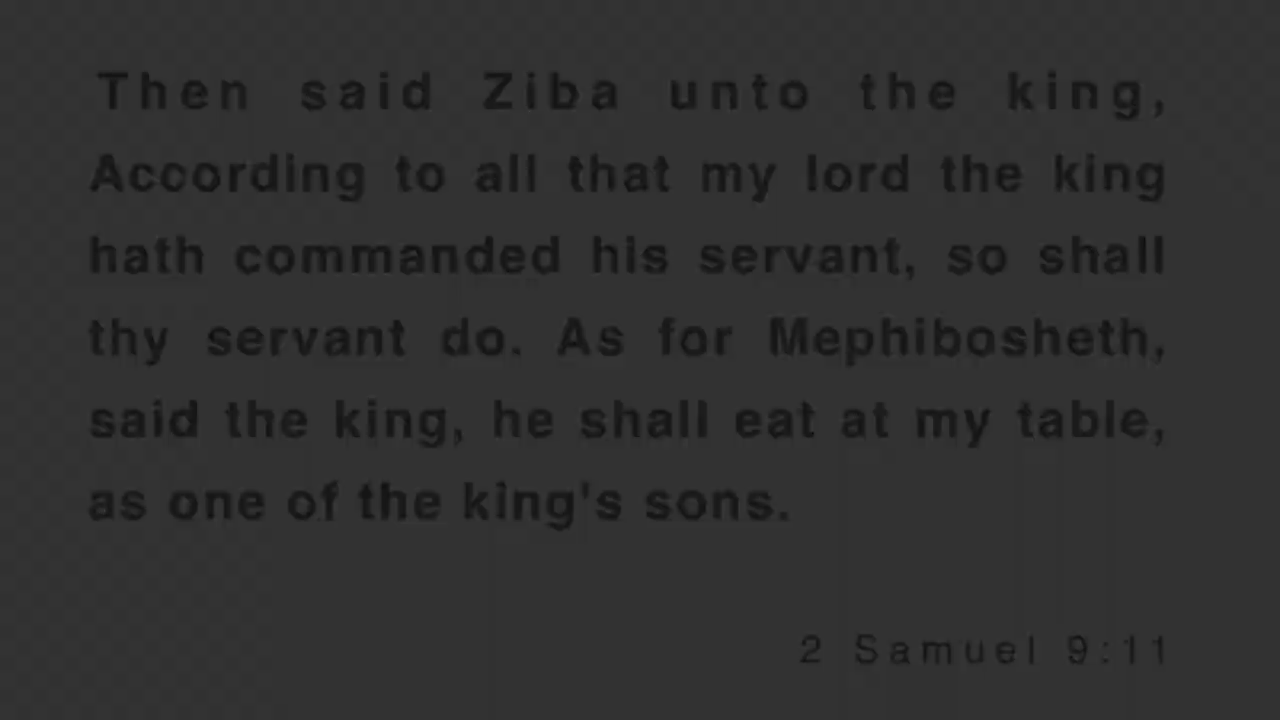 Then said Ziba unto the king,
According to all that my lord the king
hath commanded his servant, so shall
thy servant do. As for Mephibosheth,
said the king, he shall eat at my table,
as one of the king's sons.
2 Samuel 9:11